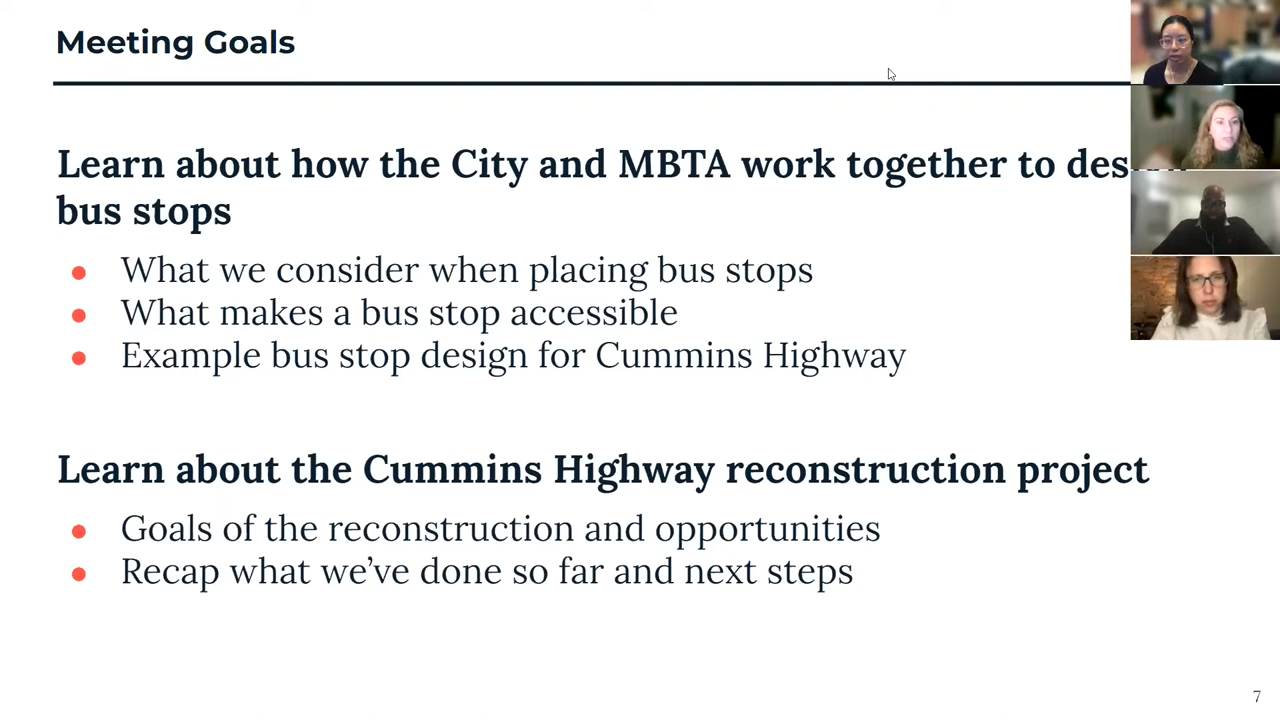 Meeting Goals
Learn about how the City and MBTA work together to
bus stops
● What we consider when placing bus stops
● What makes a bus stop accessible
● Example bus stop design for Cummins Highway
Learn about the Cummins Highway reconstruction project
● Goals of the reconstruction and opportunities
● Recap what we’ve done so far and next steps
7